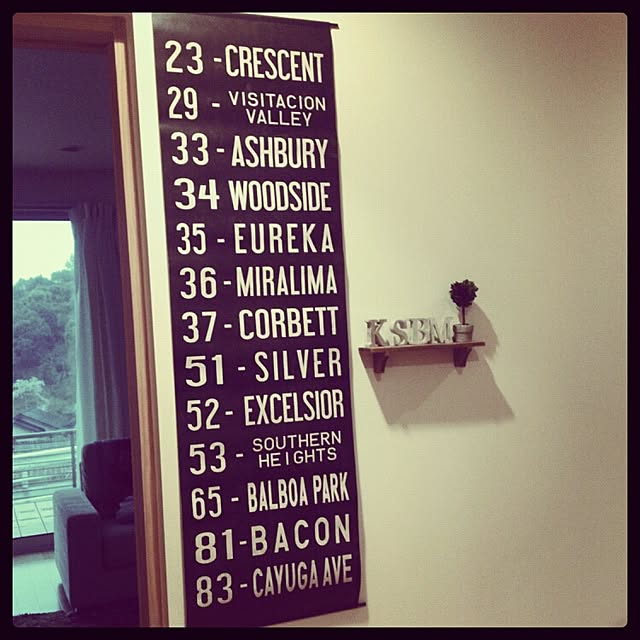 23 - CRESCENT
29 - VISITACION
VALLEY
33 - ASHBURY
34 WOODSIDE
35 - EUREKA
36 - MIRALIMA
37 - CORBETT
51 - SILVER
52 - EXCELSIOR
53 - SOUTHERN
HEIGHTS
65 - BALBOA PARK
81 - BACON
83 - CAYUGA AVE
KSBM